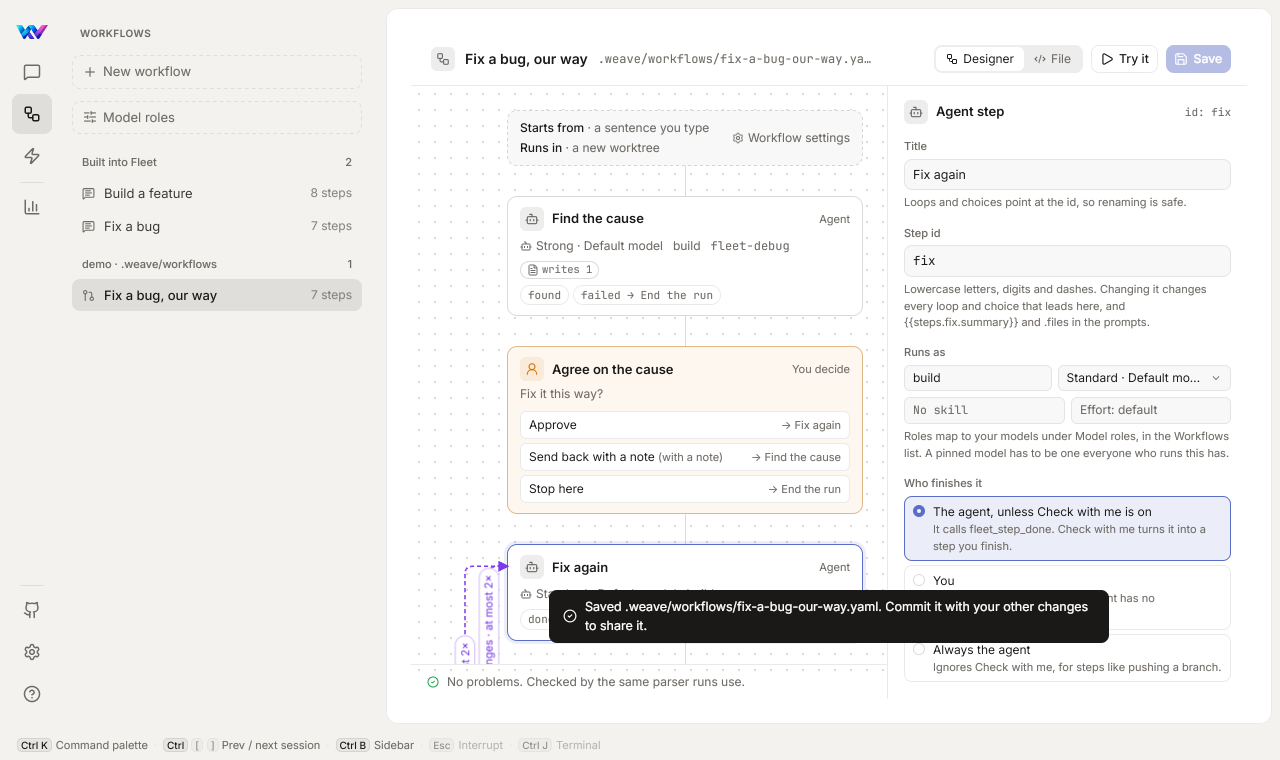 WORKFLOWS
New workflow
Model roles
Built into Fleet 2
Build a feature 8 steps
Fix a bug 7 steps
demo · .weave/workflows 1
Fix a bug, our way 7 steps
Fix a bug, our way .weave/workflows/fix-a-bug-our-way.ya…
Designer
File
Try it
Save
Starts from · a sentence you type
Runs in · a new worktree
Workflow settings
Find the cause Agent
Strong · Default model build fleet-debug
writes 1
found failed → End the run
Agree on the cause You decide
Fix it this way?
Approve → Fix again
Send back with a note (with a note) → Find the cause
Stop here → End the run
Fix again Agent
nges · at most 2×
t 2×
Saved .weave/workflows/fix-a-bug-our-way.yaml. Commit it with your other changes
to share it.
No problems. Checked by the same parser runs use.
Agent step id: fix
Title
Fix again
Loops and choices point at the id, so renaming is safe.
Step id
fix
Lowercase letters, digits and dashes. Changing it changes
every loop and choice that leads here, and
{{steps.fix.summary}} and .files in the prompts.
Runs as
build Standard · Default mo…
No skill Effort: default
Roles map to your models under Model roles, in the Workflows
list. A pinned model has to be one everyone who runs this has.
Who finishes it
The agent, unless Check with me is on
It calls fleet_step_done. Check with me turns it into a
step you finish.
You
nt has no
Always the agent
Ignores Check with me, for steps like pushing a branch.
Ctrl K Command palette · Ctrl [ ] Prev / next session · Ctrl B Sidebar · Esc Interrupt · Ctrl J Terminal